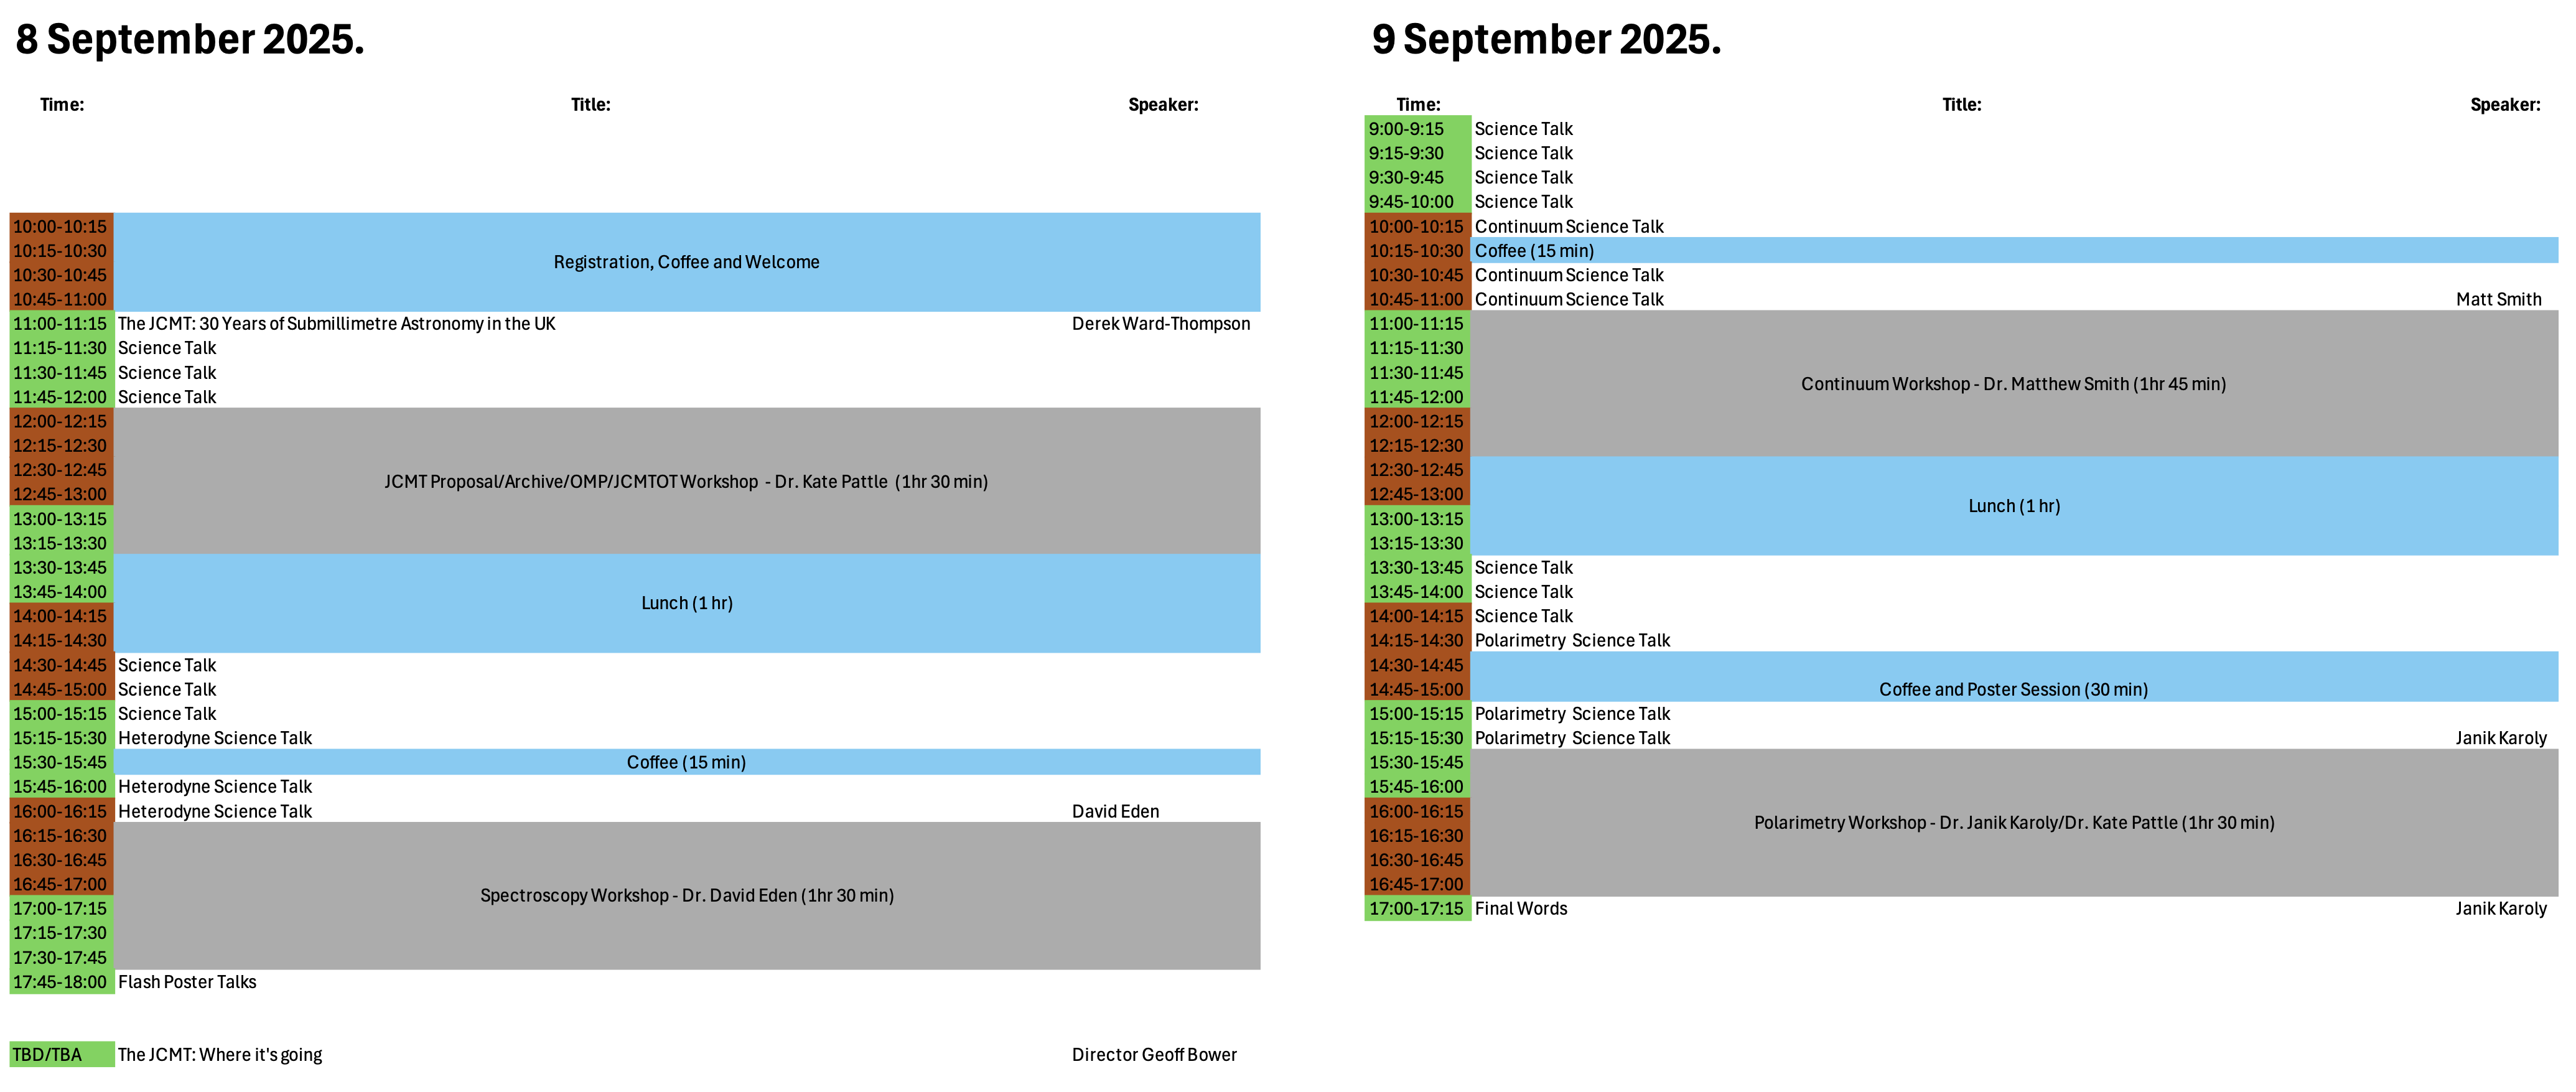 8 September 2025.
Time: Title: Speaker:
10:00-10:15
10:15-10:30
Registration, Coffee and Welcome
10:30-10:45
10:45-11:00
11:00-11:15 The JCMT: 30 Years of Submillimetre Astronomy in the UK Derek Ward-Thompson
11:15-11:30 Science Talk
11:30-11:45 Science Talk
11:45-12:00 Science Talk
12:00-12:15
12:15-12:30
12:30-12:45
JCMT Proposal/Archive/OMP/JCMTOT Workshop - Dr. Kate Pattle (1hr 30 min)
12:45-13:00
13:00-13:15
13:15-13:30
13:30-13:45
13:45-14:00
Lunch (1 hr)
14:00-14:15
14:15-14:30
14:30-14:45 Science Talk
14:45-15:00 Science Talk
15:00-15:15 Science Talk
15:15-15:30 Heterodyne Science Talk
15:30-15:45 Coffee (15 min)
15:45-16:00 Heterodyne Science Talk
16:00-16:15 Heterodyne Science Talk David Eden
16:15-16:30
16:30-16:45
16:45-17:00
Spectroscopy Workshop - Dr. David Eden (1hr 30 min)
17:00-17:15
17:15-17:30
17:30-17:45
17:45-18:00 Flash Poster Talks
TBD/TBA The JCMT: Where it's going Director Geoff Bower
9 September 2025.
Time: Title: Speaker:
9:00-9:15 Science Talk
9:15-9:30 Science Talk
9:30-9:45 Science Talk
9:45-10:00 Science Talk
10:00-10:15 Continuum Science Talk
10:15-10:30 Coffee (15 min)
10:30-10:45 Continuum Science Talk
10:45-11:00 Continuum Science Talk Matt Smith
11:00-11:15
11:15-11:30
11:30-11:45
Continuum Workshop - Dr. Matthew Smith (1hr 45 min)
11:45-12:00
12:00-12:15
12:15-12:30
12:30-12:45
12:45-13:00
Lunch (1 hr)
13:00-13:15
13:15-13:30
13:30-13:45 Science Talk
13:45-14:00 Science Talk
14:00-14:15 Science Talk
14:15-14:30 Polarimetry Science Talk
14:30-14:45
14:45-15:00 Coffee and Poster Session (30 min)
15:00-15:15 Polarimetry Science Talk
15:15-15:30 Polarimetry Science Talk Janik Karoly
15:30-15:45
15:45-16:00
16:00-16:15
Polarimetry Workshop - Dr. Janik Karoly/Dr. Kate Pattle (1hr 30 min)
16:15-16:30
16:30-16:45
16:45-17:00
17:00-17:15 Final Words Janik Karoly